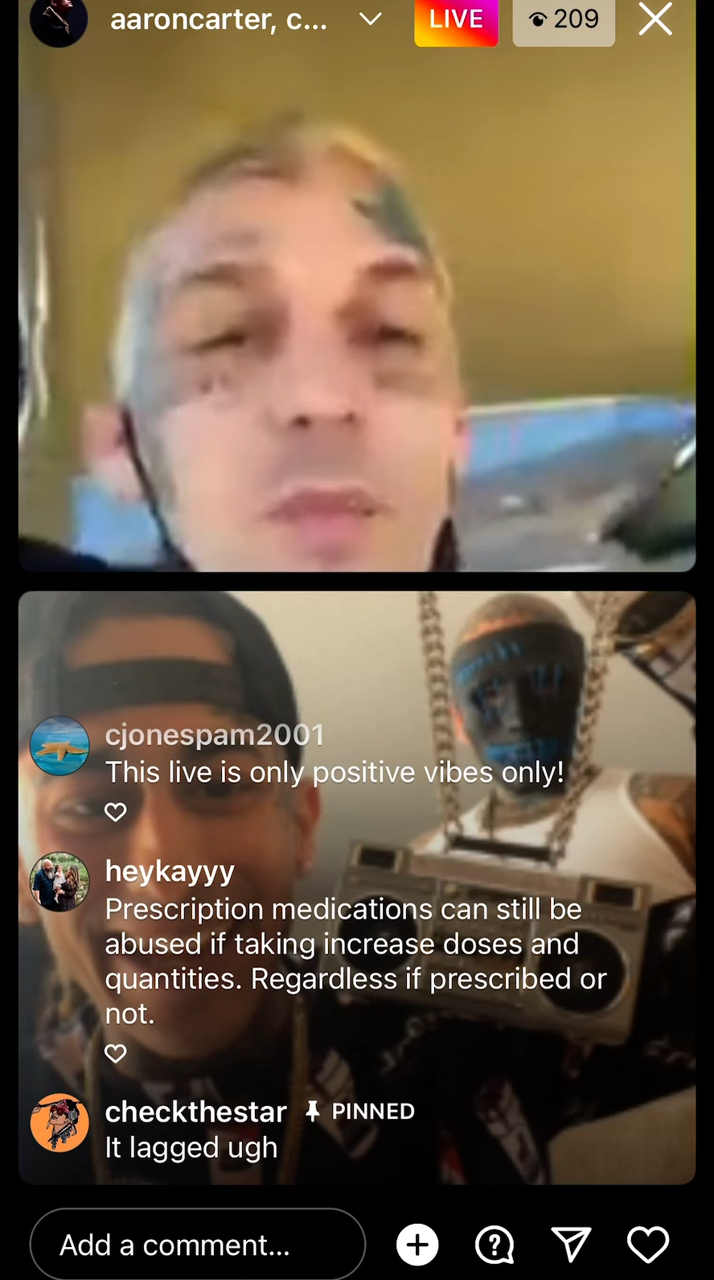 aaroncarter, c...
LIVE
209
cjonespam2001
This live is only positive vibes only!
heykayyy
Prescription medications can still be
abused if taking increase doses and
quantities. Regardless if prescribed or
not.
checkthestar PINNED
It lagged ugh
Add a comment...